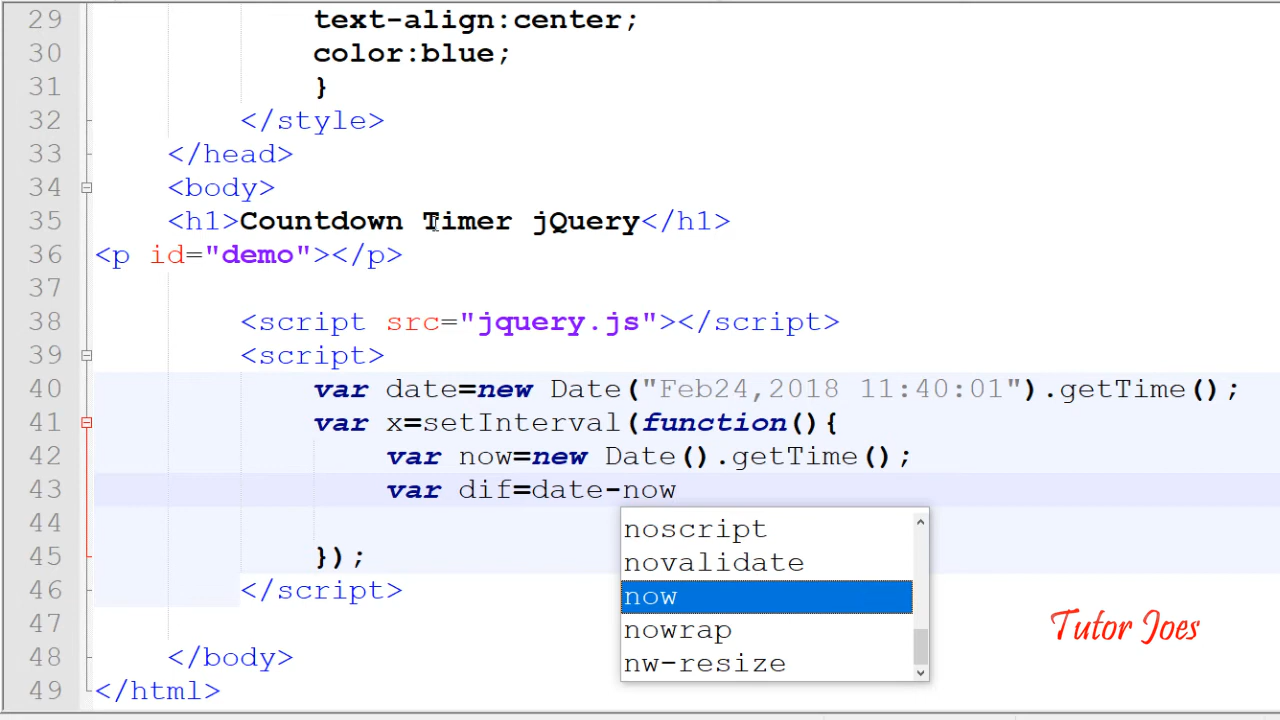 29 text-align:center;
30 color:blue;
31 }
32 </style>
33 </head>
34 <body>
35 <h1>Countdown Timer jQuery</h1>
36 <p id="demo"></p>
37
38 <script src="jquery.js"></script>
39 <script>
40 var date=new Date("Feb24,2018 11:40:01").getTime();
41 var x=setInterval(function(){
42 var now=new Date().getTime();
43 var dif=date-now
noscript
44
novalidate
45 });
now
46 </script>
nowrap
47
Tutor Joes
nw-resize
48 </body>
49 </html>